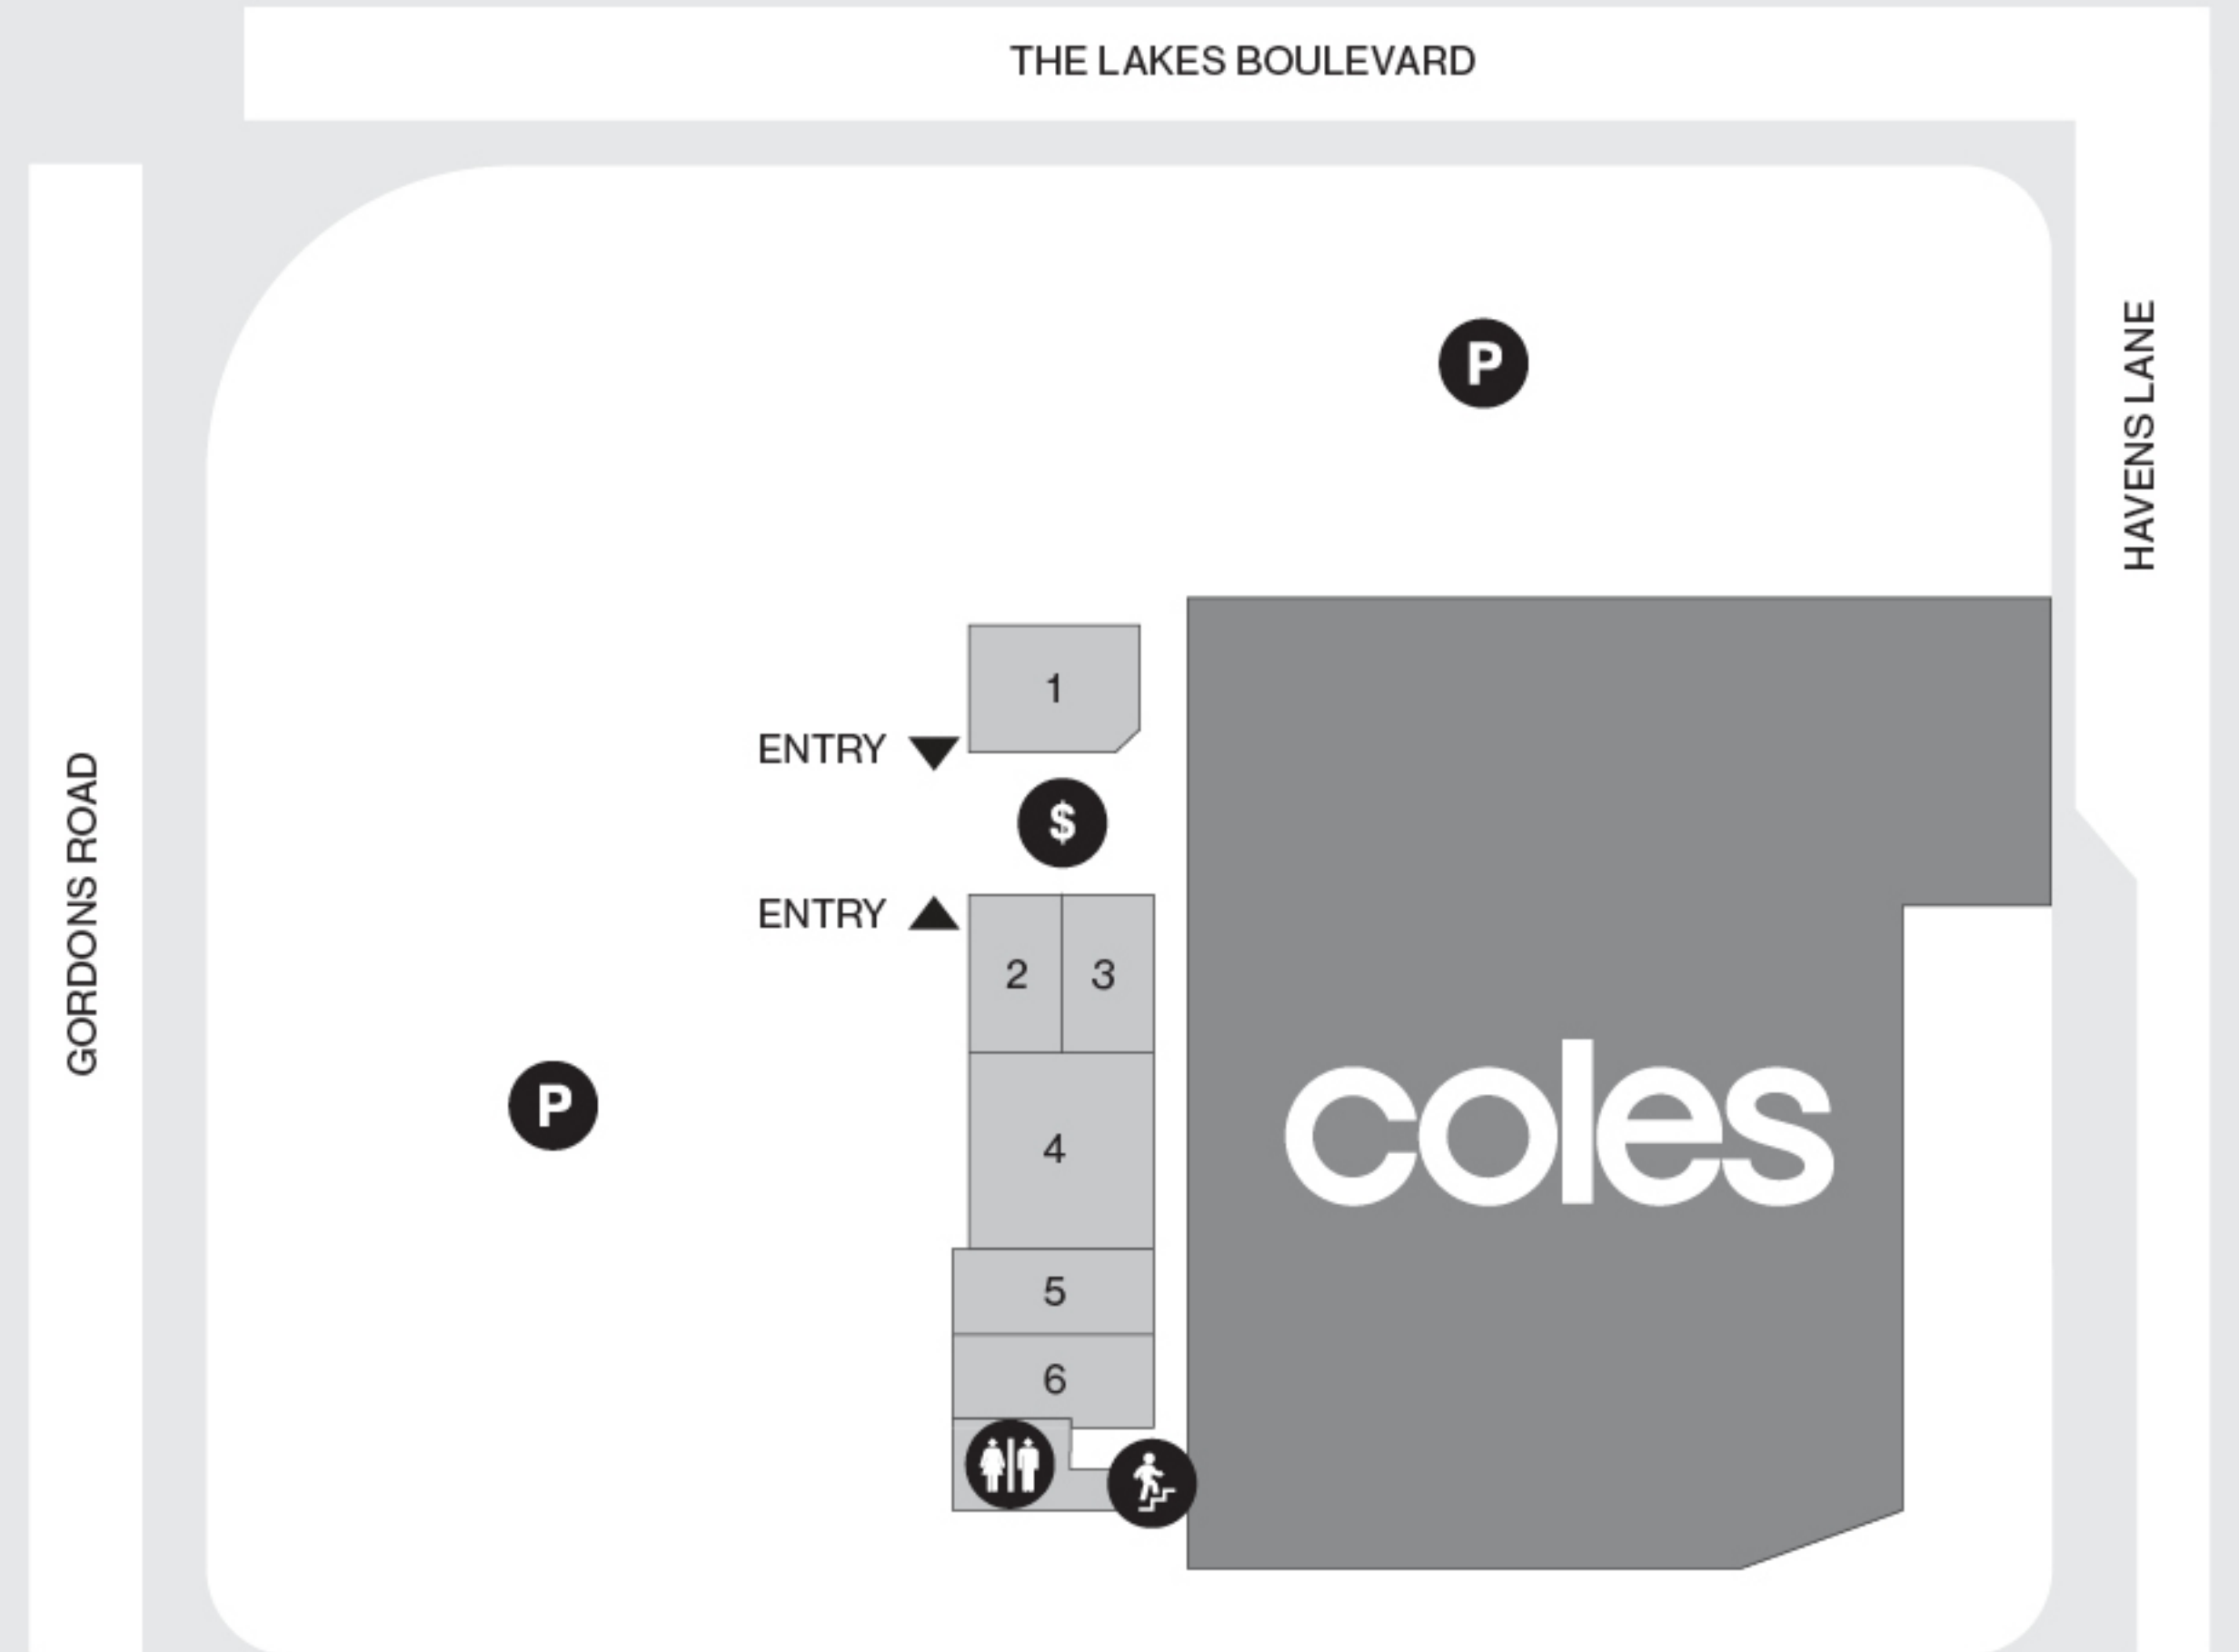 THE LAKES BOULEVARD
HAVENS LANE
GORDONS ROAD
P
1
ENTRY
$
ENTRY
2 3
P
4
coles
5
6